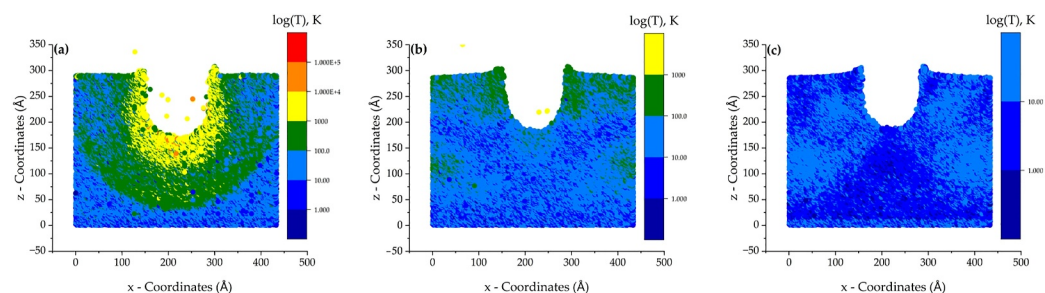 log(T), K
(a)
350
300
250
200
150
100
50
0
−50
0 100 200 300 400 500
x - Coordinates (Å)
z - Coordinates (Å)
1.000E+5
1.000E+4
1000
100.0
10.00
1.000
log(T), K
(b)
350
300
250
200
150
100
50
0
−50
0 100 200 300 400 500
x - Coordinates (Å)
z - Coordinates (Å)
1000
100.0
10.00
1.000
log(T), K
(c)
350
300
250
200
150
100
50
0
−50
0 100 200 300 400 500
x - Coordinates (Å)
z - Coordinates (Å)
10.00
1.000